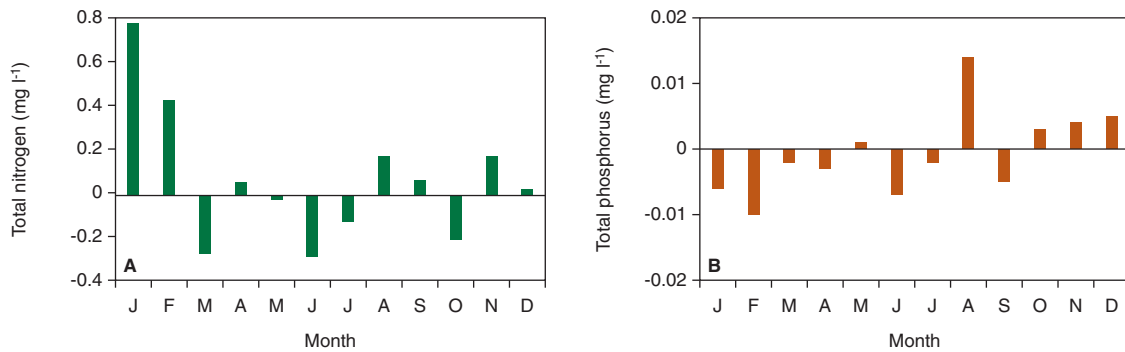 Total nitrogen (mg l-1)
0.8
0.6
0.4
0.2
0
-0.2
-0.4
A
J F M A M J J A S O N D
Month
Total phosphorus (mg l-1)
0.02
0.01
0
-0.01
-0.02
B
J F M A M J J A S O N D
Month